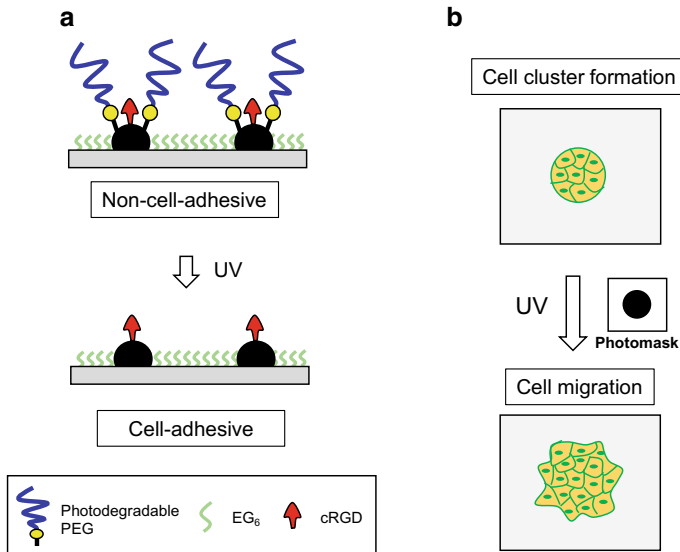 a
Non-cell-adhesive
UV
Cell-adhesive
Photodegradable
PEG
EG₆
cRGD
b
Cell cluster formation
UV
Photomask
Cell migration